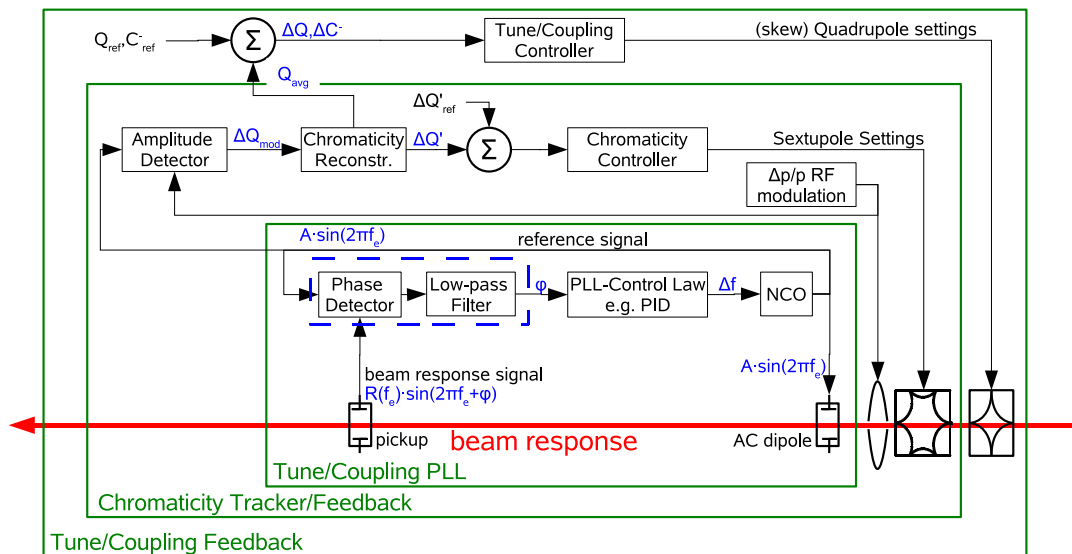 Q_ref,C⁻_ref
Σ
ΔQ,ΔC⁻
Tune/Coupling
Controller
(skew) Quadrupole settings
Q_avg
ΔQ'_ref
Amplitude
Detector
ΔQ_mod
Chromaticity
Reconstr.
ΔQ'
Σ
Chromaticity
Controller
Sextupole Settings
Δp/p RF
modulation
A·sin(2πf_e)
reference signal
Phase
Detector
Low-pass
Filter
φ
PLL-Control Law
e.g. PID
Δf
NCO
beam response signal
R(f_e)·sin(2πf_e+φ)
A·sin(2πf_e)
pickup
beam response
AC dipole
Tune/Coupling PLL
Chromaticity Tracker/Feedback
Tune/Coupling Feedback